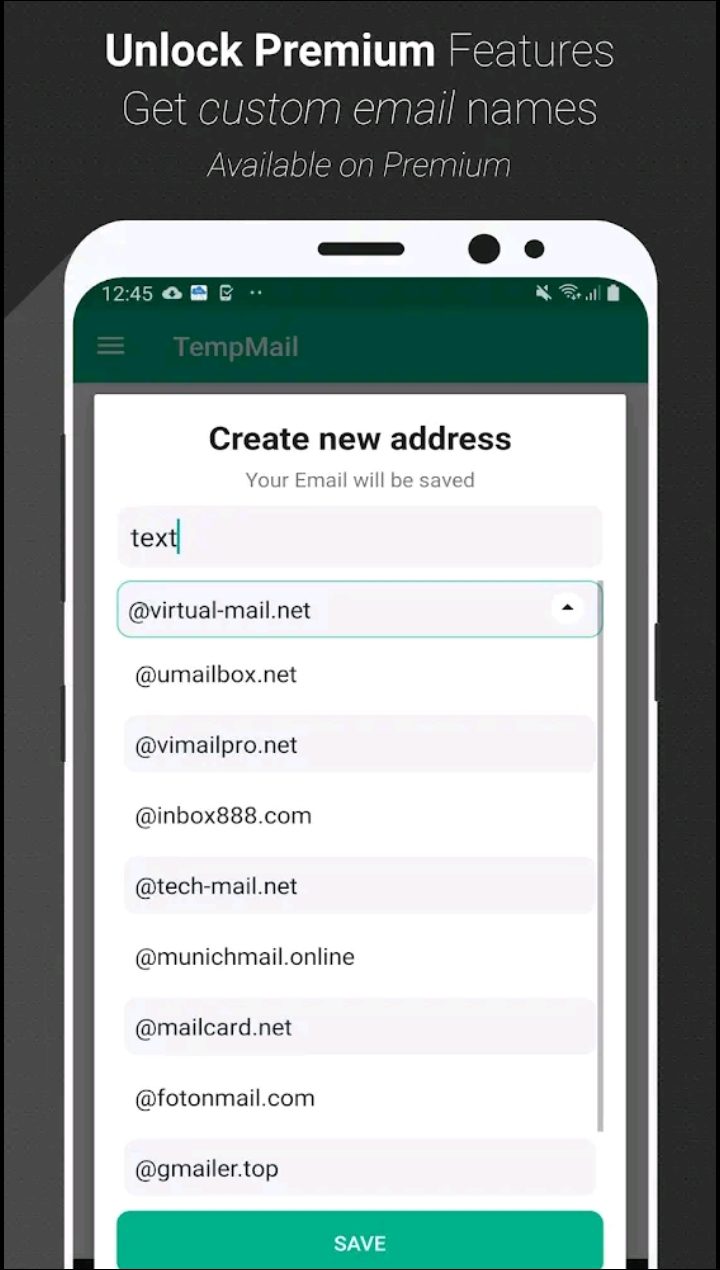 Unlock Premium Features
Get custom email names
Available on Premium
12:45
TempMail
Create new address
Your Email will be saved
text
@virtual-mail.net
@umailbox.net
@vimailpro.net
@inbox888.com
@tech-mail.net
@munichmail.online
@mailcard.net
@fotonmail.com
@gmailer.top
SAVE